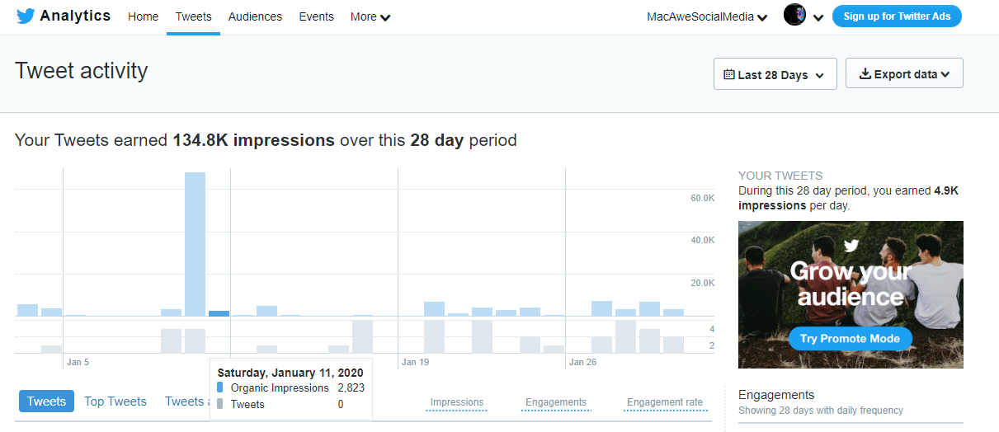 Analytics Home Tweets Audiences Events More MacAweSocialMedia Sign up for Twitter Ads
Tweet activity
Last 28 Days Export data
Your Tweets earned 134.8K impressions over this 28 day period
60.0K
40.0K
20.0K
4
2
Jan 5 Jan 19 Jan 26
Saturday, January 11, 2020
Organic Impressions 2,823
Tweets 0
Tweets Top Tweets Tweets Impressions Engagements Engagement rate
YOUR TWEETS
During this 28 day period, you earned 4.9K
impressions per day.
Grow your
audience
Try Promote Mode
Engagements
Showing 28 days with daily frequency